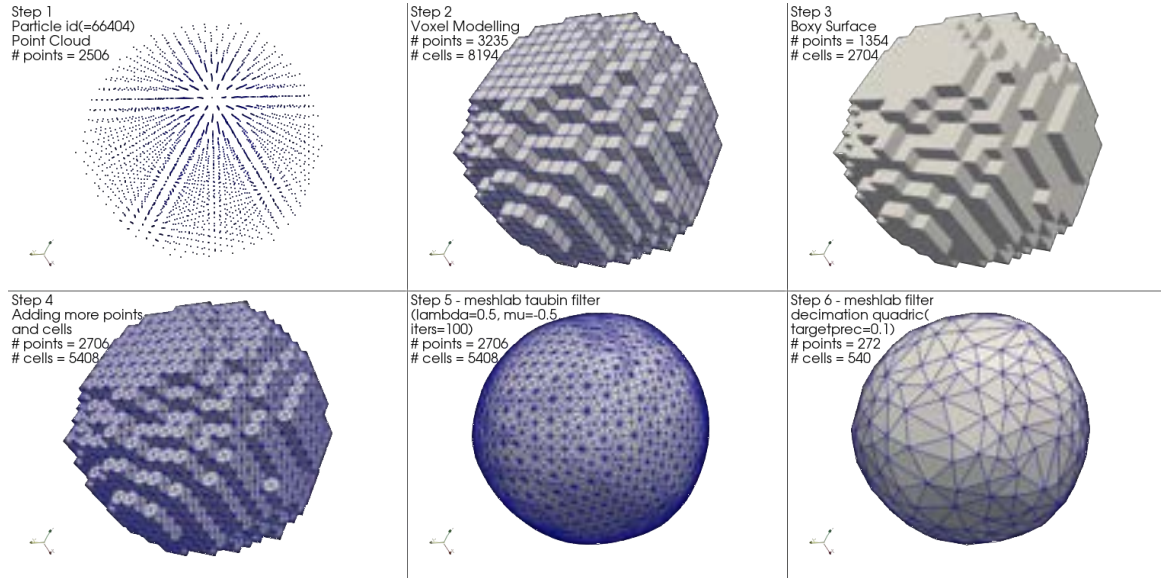 Step 1
Particle id(=66404)
Point Cloud
# points = 2506
Step 2
Voxel Modelling
# points = 3235
# cells = 8194
Step 3
Boxy Surface
# points = 1354
# cells = 2704
Step 4
Adding more points
and cells
# points = 2706
# cells = 5408
Step 5 - meshlab taubin filter
(lambda=0.5, mu=-0.5
iters=100)
# points = 2706
# cells = 5408
Step 6 - meshlab filter
decimation quadric(
targetprec=0.1)
# points = 272
# cells = 540